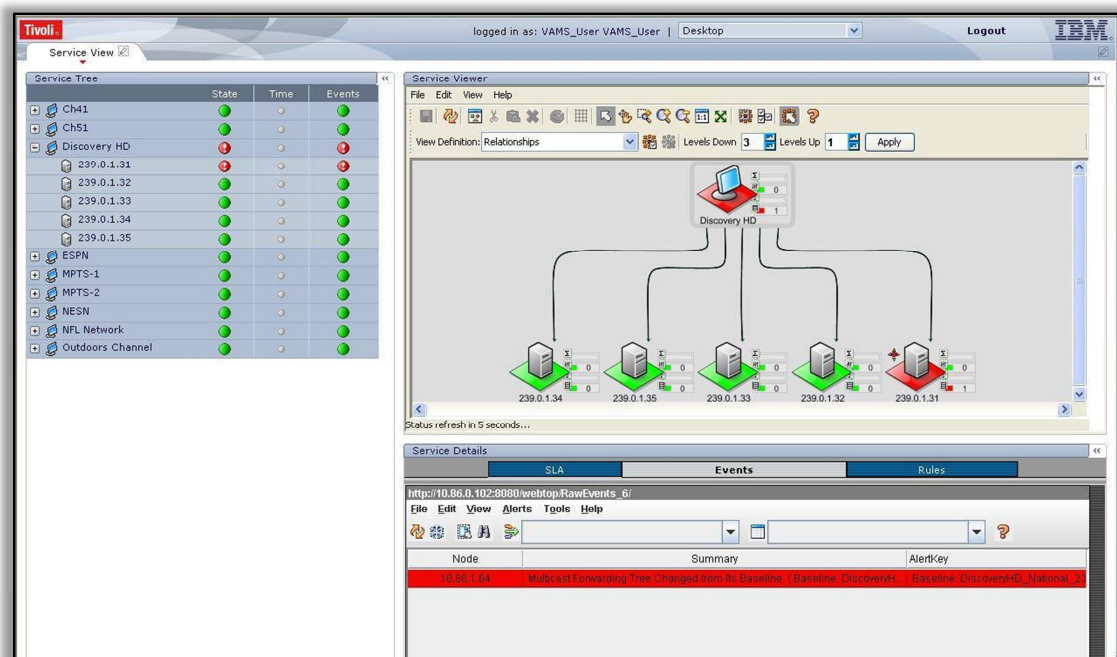 Tivoli.
logged in as: VAMS_User VAMS_User | Desktop
Logout
IBM
Service View
Service Tree
State Time Events
Ch41
Ch51
Discovery HD
239.0.1.31
239.0.1.32
239.0.1.33
239.0.1.34
239.0.1.35
ESPN
MPTS-1
MPTS-2
NESN
NFL Network
Outdoors Channel
Service Viewer
File Edit View Help
View Definition: Relationships Levels Down 3 Levels Up 1 Apply
0
1
Discovery HD
0 0 0 0 0
0 0 0 0 1
239.0.1.34 239.0.1.35 239.0.1.33 239.0.1.32 239.0.1.31
Status refresh in 5 seconds...
Service Details
SLA Events Rules
http://10.86.0.102:8080/webtop/RawEvents_6/
File Edit View Alerts Tools Help
Node Summary AlertKey
10.86.1.64 Multicast Forwarding Tree Changed from its Baseline: ( Baseline: DiscoveryH... Baseline: DiscoveryHD_National_23